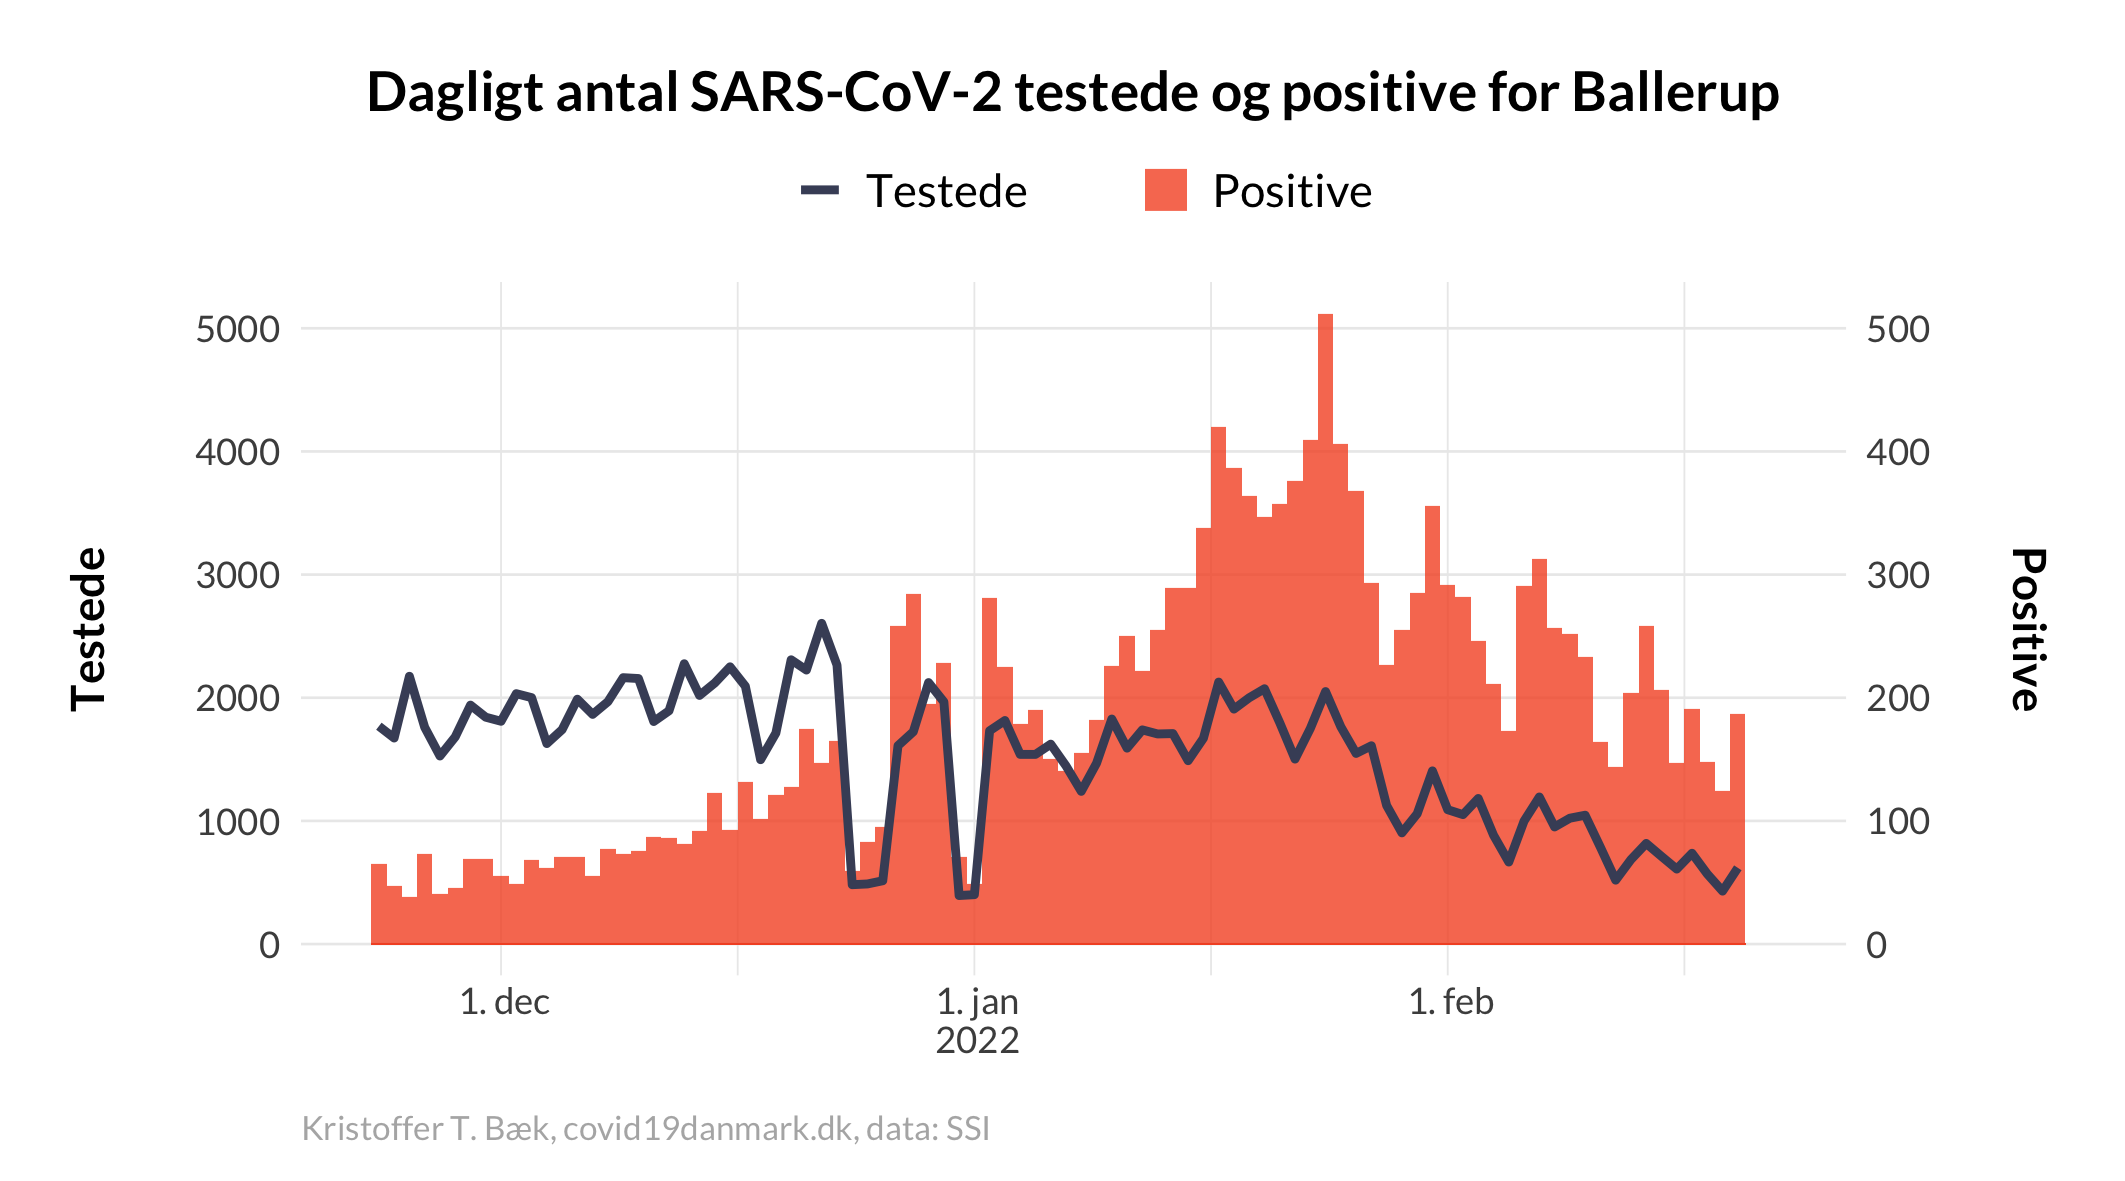 Dagligt antal SARS-CoV-2 testede og positive for Ballerup
Testede
Positive
Testede
5000
4000
3000
2000
1000
0
500
400
300
200
100
0
Positive
1. dec
1. jan
2022
1. feb
Kristoffer T. Bæk, covid19danmark.dk, data: SSI